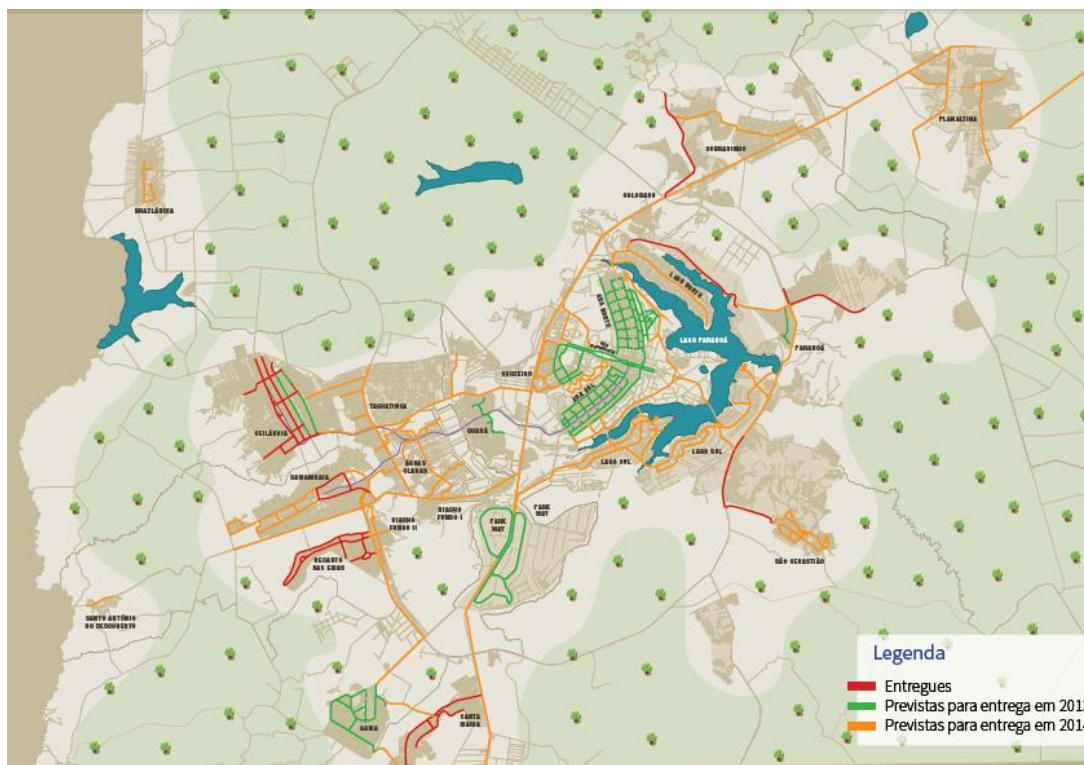 PLANALTINA
SOBRADINHO
COLORADO
BRAZLÂNDIA
LAGO NORTE
ASA NORTE
LAGO PARANOÁ
PARANOÁ
CRUZEIRO
ASA SUL
TAGUATINGA
GUARÁ
CEILÂNDIA
ÁGUAS
CLARAS
LAGO SUL
LAGO SUL
SAMAMBAIA
RIACHO
FUNDO II
RIACHO
FUNDO I
PARK
WAY
PARK
WAY
RECANTO
DAS EMAS
SÃO SEBASTIÃO
SANTO ANTÔNIO
DO DESCOBERTO
GAMA
SANTA
MARIA
Legenda
Entregues
Previstas para entrega em 2013
Previstas para entrega em 2014